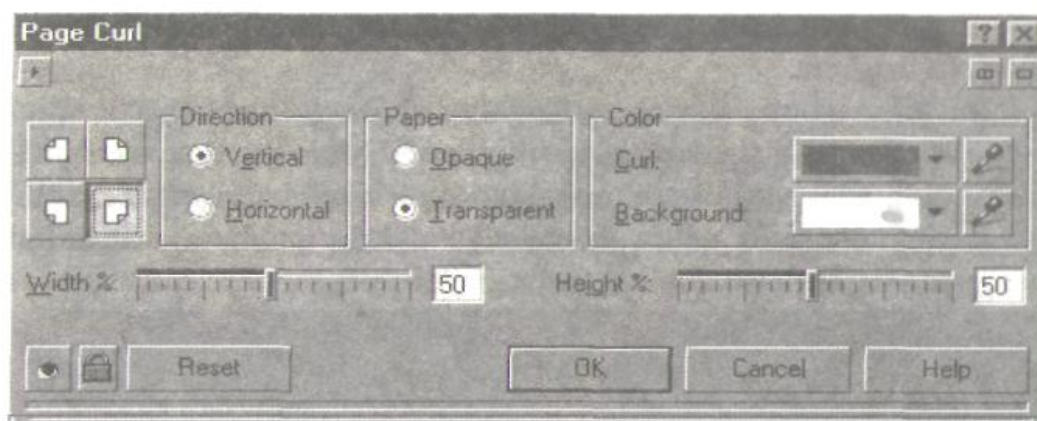 Page Curl
Direction Paper Color
Vertical Opaque Curl:
Horizontal Transparent Background:
Width %: 50 Height %: 50
Reset OK Cancel Help